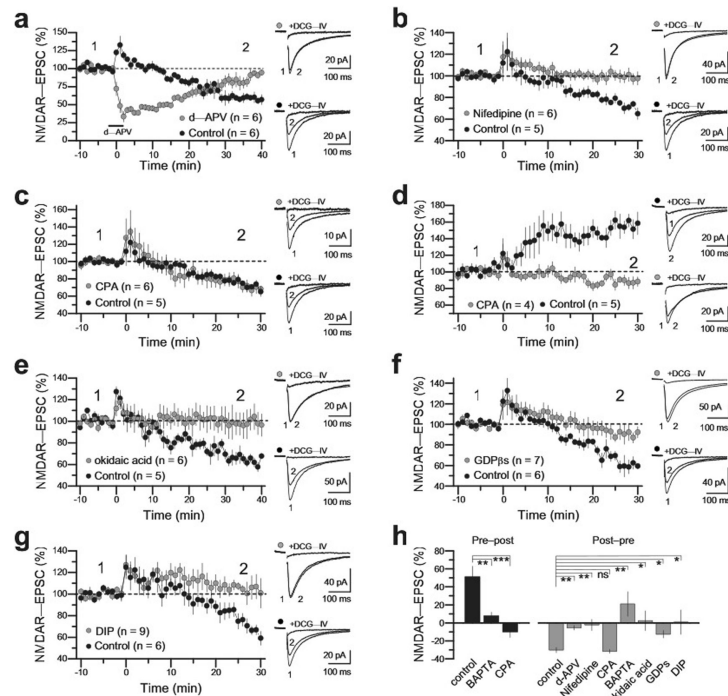 a
NMDAR—EPSC (%)
150
125
100
75
50
25
0
1
2
d—APV (n = 6)
Control (n = 6)
d—APV
-10 0 10 20 30 40
Time (min)
+DCG—IV
1 2
20 pA
100 ms
+DCG—IV
2
1
20 pA
100 ms
b
NMDAR—EPSC (%)
160
140
120
100
80
60
40
1
2
Nifedipine (n = 6)
Control (n = 5)
-10 0 10 20 30
Time (min)
+DCG—IV
1 2
40 pA
100 ms
+DCG—IV
2
1
20 pA
100 ms
c
NMDAR—EPSC (%)
160
140
120
100
80
60
40
1
2
CPA (n = 6)
Control (n = 5)
-10 0 10 20 30
Time (min)
+DCG—IV
2
1
10 pA
100 ms
+DCG—IV
2
1
20 pA
100 ms
d
NMDAR—EPSC (%)
180
160
140
120
100
80
60
40
1
2
CPA (n = 4)
Control (n = 5)
-10 0 10 20 30
Time (min)
+DCG—IV
1
2
20 pA
100 ms
+DCG—IV
1 2
20 pA
100 ms
e
NMDAR—EPSC (%)
140
120
100
80
60
40
1
2
okidaic acid (n = 6)
Control (n = 5)
-10 0 10 20 30 40
Time (min)
+DCG—IV
1 2
20 pA
100 ms
+DCG—IV
2
1
50 pA
100 ms
f
NMDAR—EPSC (%)
160
140
120
100
80
60
40
1
2
GDPβs (n = 7)
Control (n = 6)
-10 0 10 20 30
Time (min)
+DCG—IV
1 2
50 pA
100 ms
+DCG—IV
2
1
40 pA
100 ms
g
NMDAR—EPSC (%)
140
120
100
80
60
40
1
2
DIP (n = 9)
Control (n = 6)
-10 0 10 20 30
Time (min)
+DCG—IV
1 2
40 pA
100 ms
+DCG—IV
2
1
20 pA
100 ms
h
Pre–post
Post–pre
NMDAR—EPSC (%)
80
60
40
20
0
-20
-40
** ***
** ** ns ** * * *
control
BAPTA
CPA
control
d-APV
CPA
BAPTA
GDPs
DIP